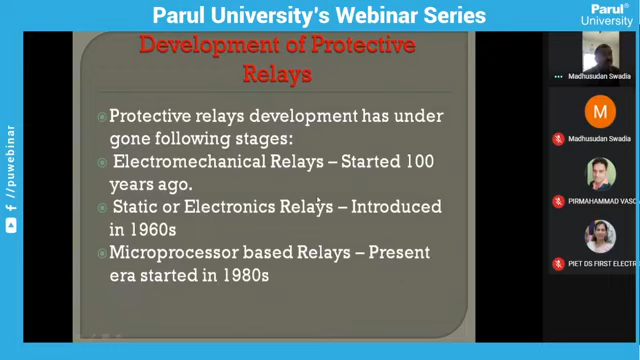 Parul University's Webinar Series
Parul®
University
Development of Protective
Relays
Protective relays development has under
gone following stages:
Electromechanical Relays – Started 100
years ago.
Static or Electronics Relays – Introduced
in 1960s
Microprocessor based Relays – Present
era started in 1980s
//puwebinar
Madhusudan Swadia
M
Madhusudan Swadia
PIRMAHAMMAD VASO
PIET DS FIRST ELECTR